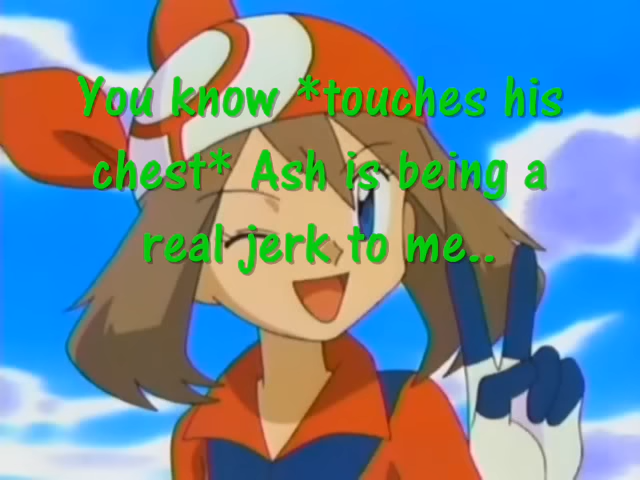 You know *touches his
chest* Ash is being a
real jerk to me..